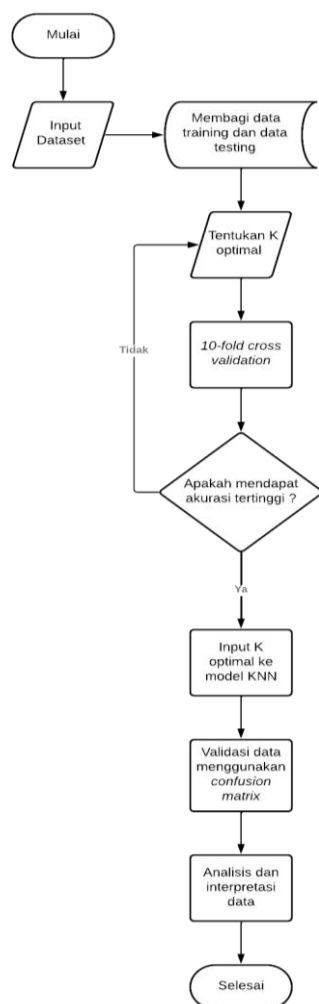 Mulai
Input
Dataset
Membagi data
training dan data
testing
Tentukan K
optimal
Tidak
10-fold cross
validation
Apakah mendapat
akurasi tertinggi ?
Ya
Input K
optimal ke
model KNN
Validasi data
menggunakan
confusion
matrix
Analisis dan
interpretasi
data
Selesai